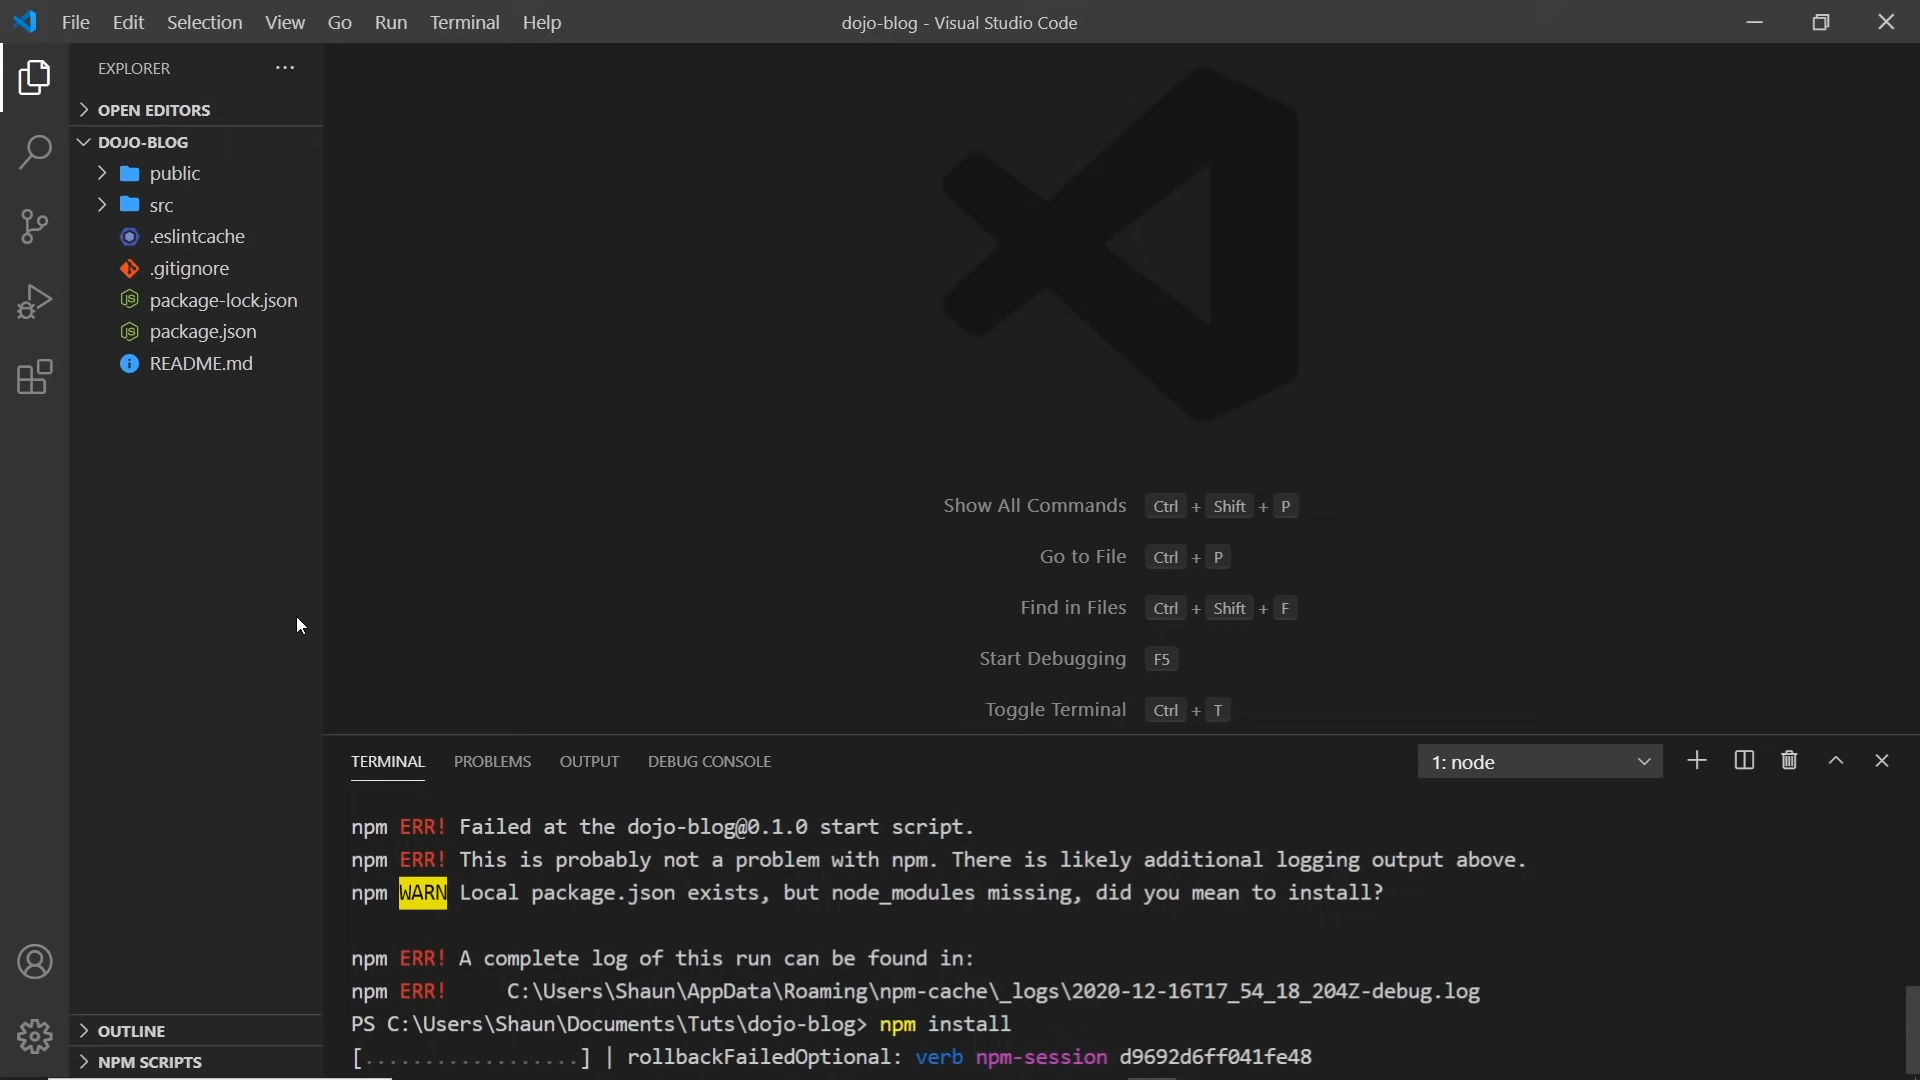 File Edit Selection View Go Run Terminal Help
dojo-blog - Visual Studio Code
EXPLORER
OPEN EDITORS
DOJO-BLOG
public
src
.eslintcache
.gitignore
package-lock.json
package.json
README.md
OUTLINE
NPM SCRIPTS
Show All Commands Ctrl + Shift + P
Go to File Ctrl + P
Find in Files Ctrl + Shift + F
Start Debugging F5
Toggle Terminal Ctrl + T
TERMINAL PROBLEMS OUTPUT DEBUG CONSOLE 1: node
npm ERR! Failed at the dojo-blog@0.1.0 start script.
npm ERR! This is probably not a problem with npm. There is likely additional logging output above.
npm WARN Local package.json exists, but node_modules missing, did you mean to install?
npm ERR! A complete log of this run can be found in:
npm ERR!     C:\Users\Shaun\AppData\Roaming\npm-cache\_logs\2020-12-16T17_54_18_204Z-debug.log
PS C:\Users\Shaun\Documents\Tuts\dojo-blog> npm install
[..................] | rollbackFailedOptional: verb npm-session d9692d6ff041fe48